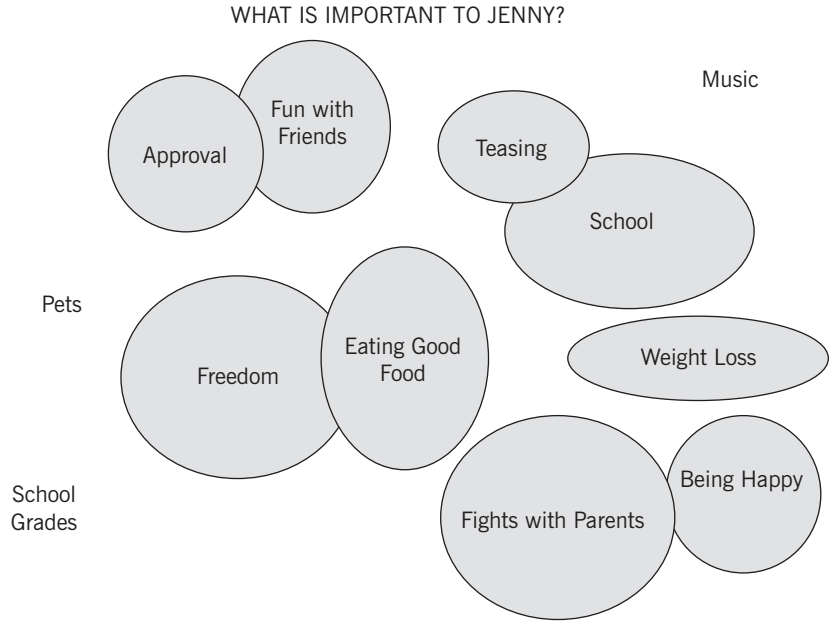 WHAT IS IMPORTANT TO JENNY?
Music
Fun with
Friends
Approval
Teasing
School
Pets
Eating Good
Food
Freedom
Weight Loss
School
Grades
Being Happy
Fights with Parents